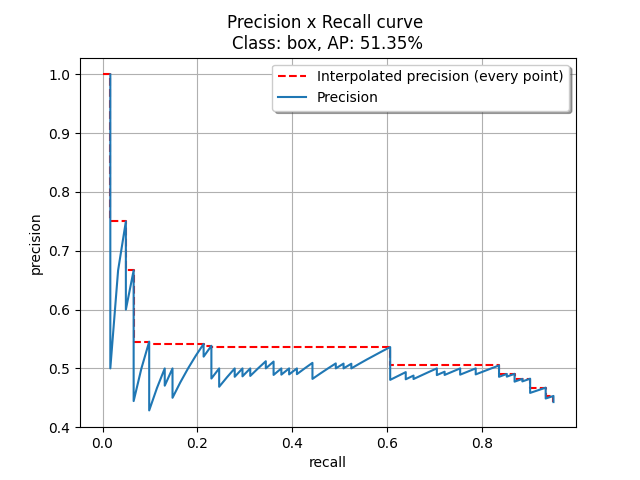 Precision x Recall curve
Class: box, AP: 51.35%
Interpolated precision (every point)
Precision
1.0
0.9
0.8
0.7
0.6
0.5
0.4
precision
0.0 0.2 0.4 0.6 0.8
recall